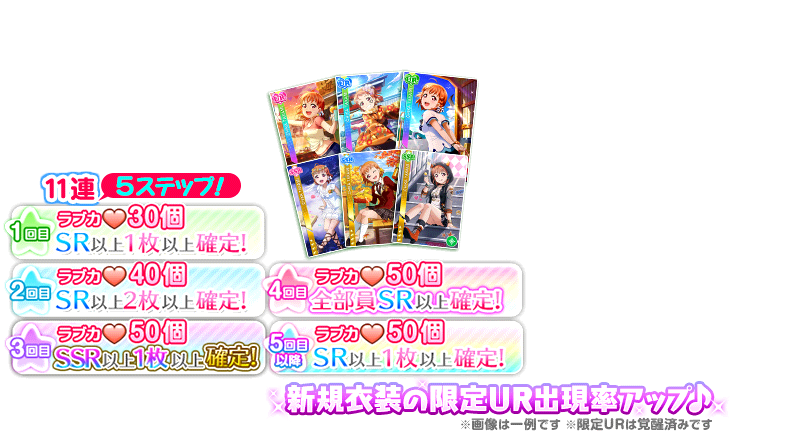 11連 5ステップ!
1回目
ラブカ❤30個
SR以上1枚以上確定!
2回目
ラブカ❤40個
SR以上2枚以上確定!
3回目
ラブカ❤50個
SSR以上1枚以上確定!
4回目
ラブカ❤50個
全部員SR以上確定!
5回目以降
ラブカ❤50個
SR以上1枚以上確定!
新規衣装の限定UR出現率アップ♪
※画像は一例です ※限定URは覚醒済みです